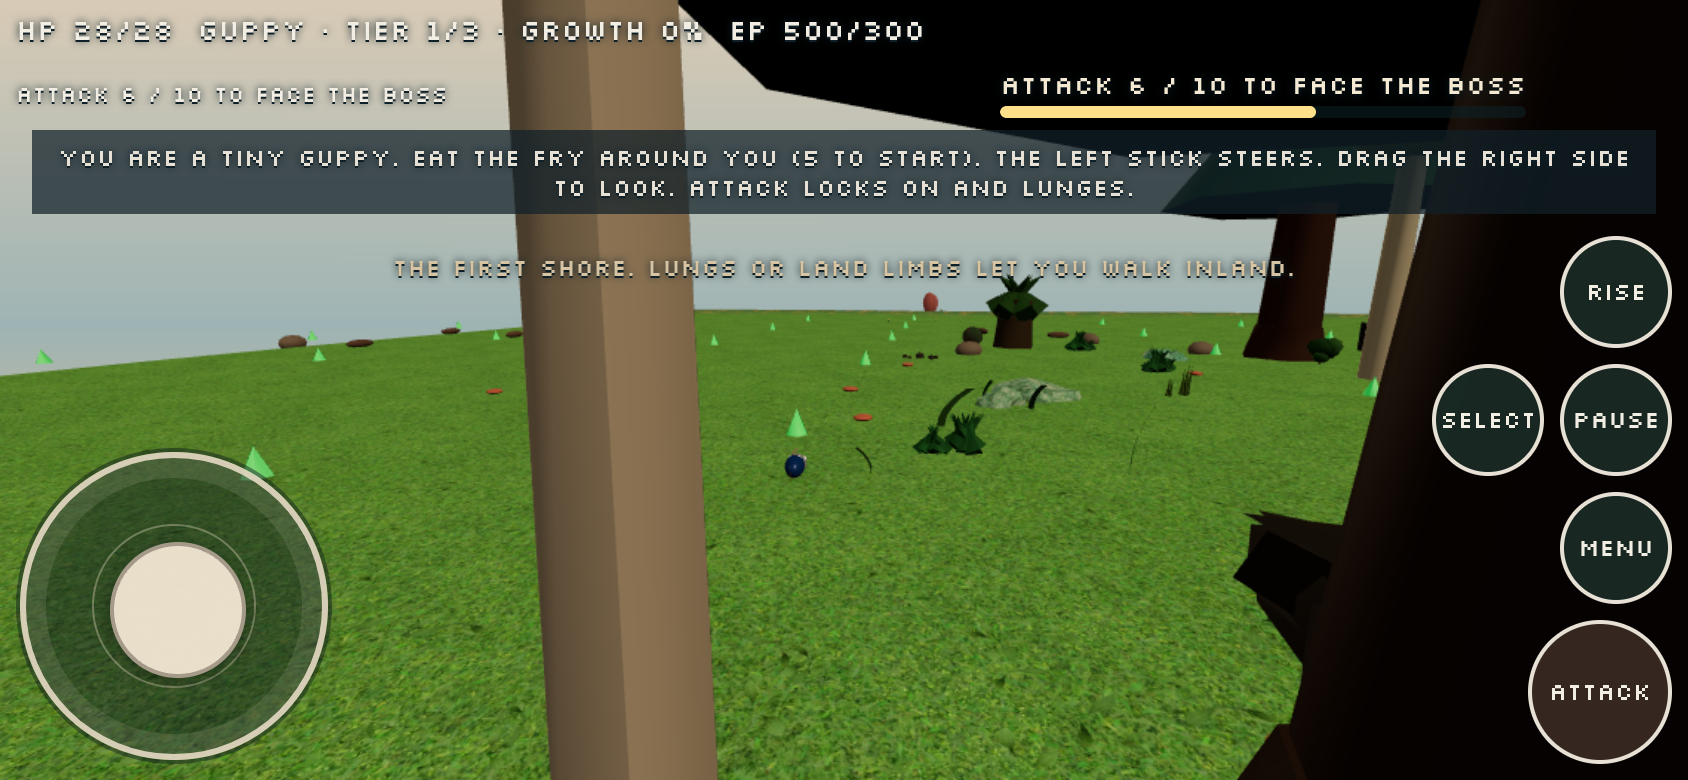 HP 28/28 GUPPY · TIER 1/3 · GROWTH 0% EP 500/300
ATTACK 6 / 10 TO FACE THE BOSS
ATTACK 6 / 10 TO FACE THE BOSS
YOU ARE A TINY GUPPY. EAT THE FRY AROUND YOU (5 TO START). THE LEFT STICK STEERS. DRAG THE RIGHT SIDE
TO LOOK. ATTACK LOCKS ON AND LUNGES.
THE FIRST SHORE. LUNGS OR LAND LIMBS LET YOU WALK INLAND.
RISE
SELECT
PAUSE
MENU
ATTACK